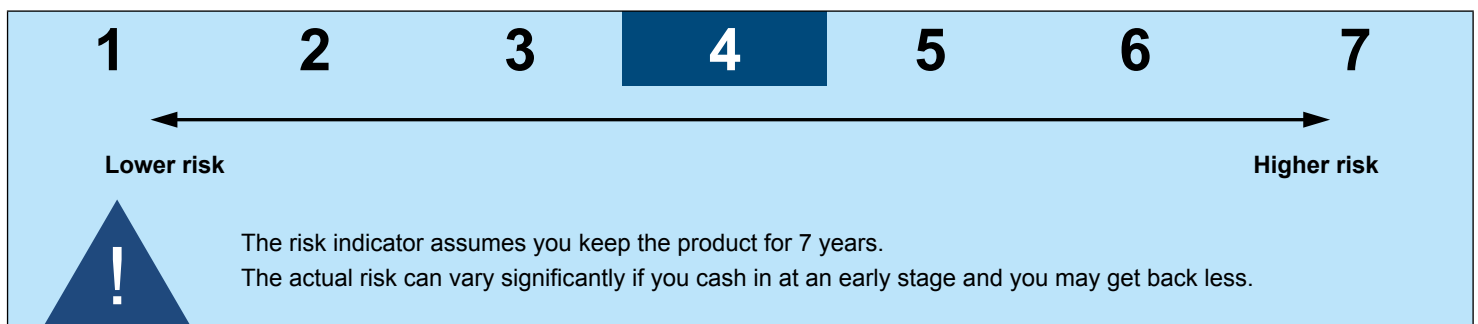 1 2 3 4 5 6 7
Lower risk Higher risk
!
The risk indicator assumes you keep the product for 7 years.
The actual risk can vary significantly if you cash in at an early stage and you may get back less.